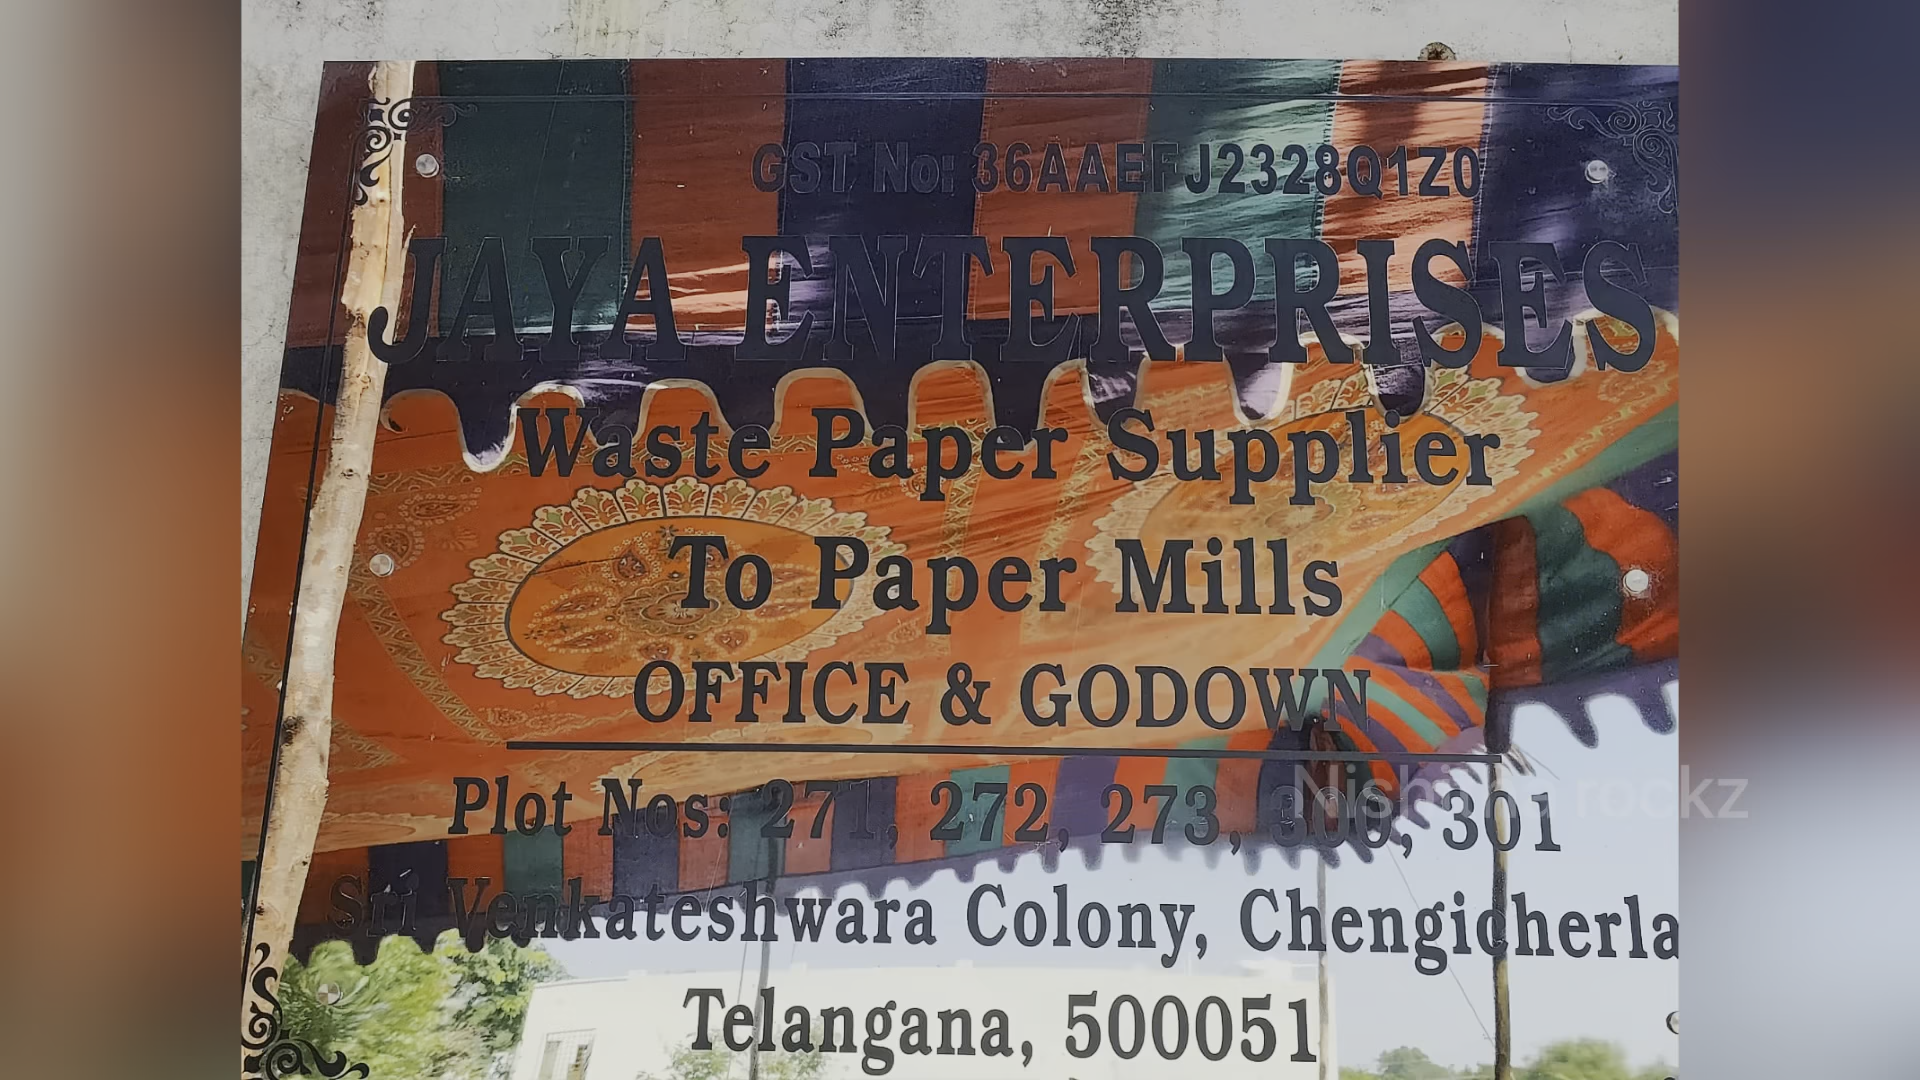 GST No: 36AAEFJ2328Q1Z0
JAYA ENTERPRISES
Waste Paper Supplier
To Paper Mills
OFFICE & GODOWN
Plot Nos: 271, 272, 273, 300, 301
Sri Venkateshwara Colony, Chengicherla
Telangana, 500051